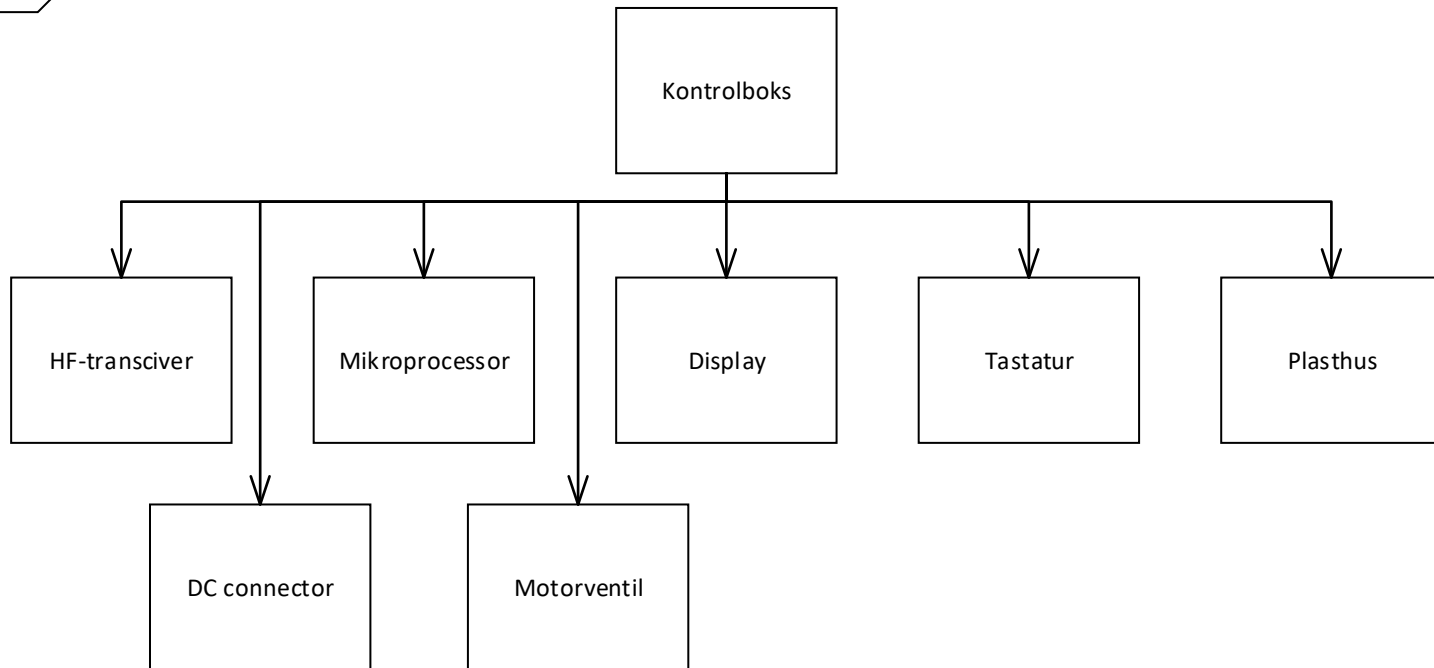 Kontrolboks
HF-transciver
Mikroprocessor
Display
Tastatur
Plasthus
DC connector
Motorventil